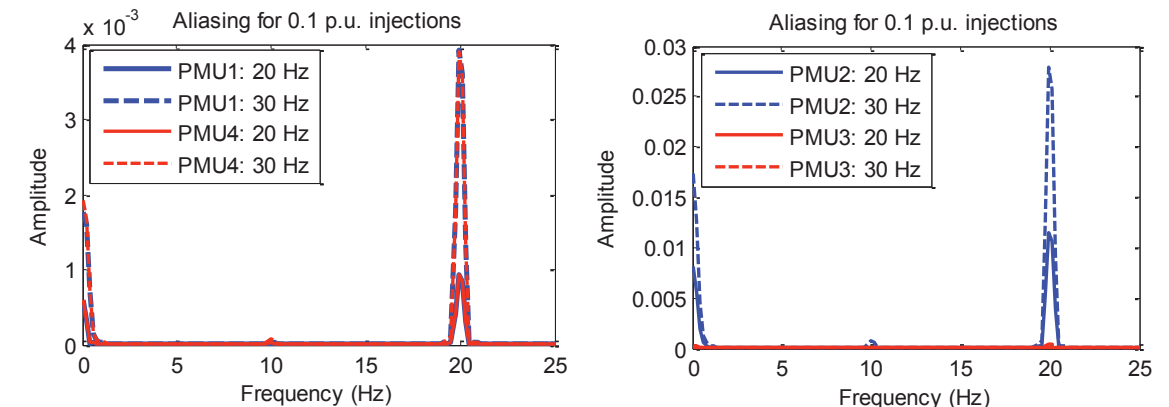 Aliasing for 0.1 p.u. injections
x 10⁻³
4
3
2
1
0
Amplitude
PMU1: 20 Hz
PMU1: 30 Hz
PMU4: 20 Hz
PMU4: 30 Hz
0 5 10 15 20 25
Frequency (Hz)
Aliasing for 0.1 p.u. injections
0.03
0.025
0.02
0.015
0.01
0.005
0
Amplitude
PMU2: 20 Hz
PMU2: 30 Hz
PMU3: 20 Hz
PMU3: 30 Hz
0 5 10 15 20 25
Frequency (Hz)